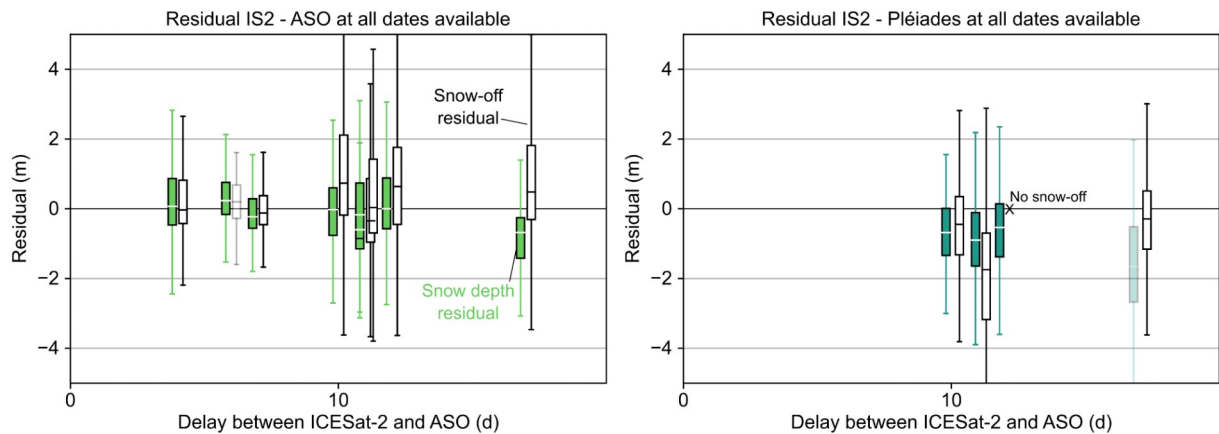 Residual IS2 - ASO at all dates available
Residual (m)
4
2
0
−2
−4
Snow-off
residual
Snow depth
residual
0
10
Delay between ICESat-2 and ASO (d)
Residual IS2 - Pléiades at all dates available
Residual (m)
4
2
0
−2
−4
No snow-off
0
10
Delay between ICESat-2 and ASO (d)